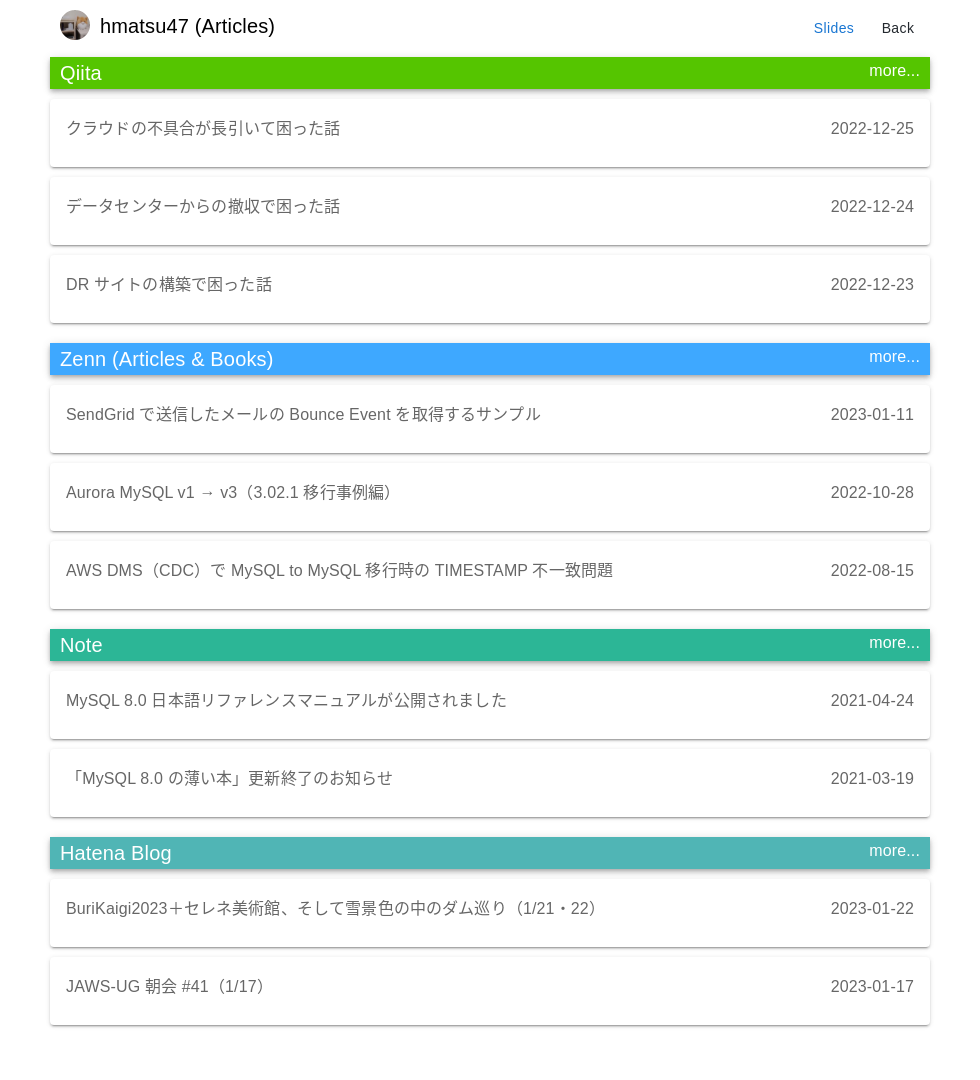 hmatsu47 (Articles)
Slides Back
Qiita more...
クラウドの不具合が長引いて困った話 2022-12-25
データセンターからの撤収で困った話 2022-12-24
DR サイトの構築で困った話 2022-12-23
Zenn (Articles & Books) more...
SendGrid で送信したメールの Bounce Event を取得するサンプル 2023-01-11
Aurora MySQL v1 → v3（3.02.1 移行事例編） 2022-10-28
AWS DMS（CDC）で MySQL to MySQL 移行時の TIMESTAMP 不一致問題 2022-08-15
Note more...
MySQL 8.0 日本語リファレンスマニュアルが公開されました 2021-04-24
「MySQL 8.0 の薄い本」更新終了のお知らせ 2021-03-19
Hatena Blog more...
BuriKaigi2023＋セレネ美術館、そして雪景色の中のダム巡り（1/21・22） 2023-01-22
JAWS-UG 朝会 #41（1/17） 2023-01-17